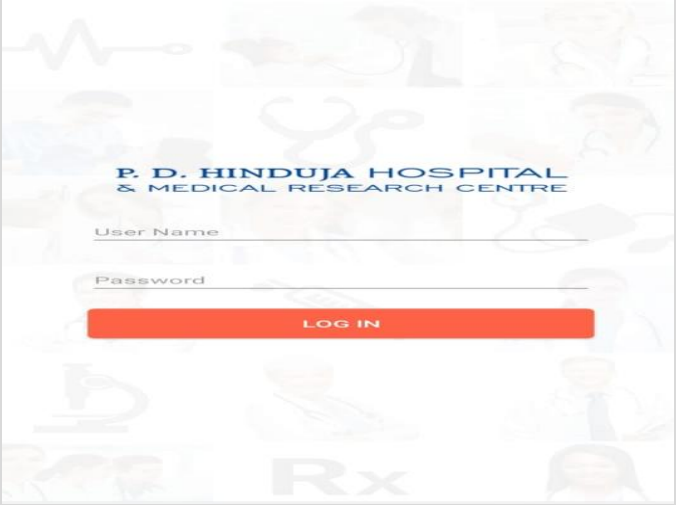 P. D. HINDUJA HOSPITAL
& MEDICAL RESEARCH CENTRE
User Name
Password
LOG IN
Rx